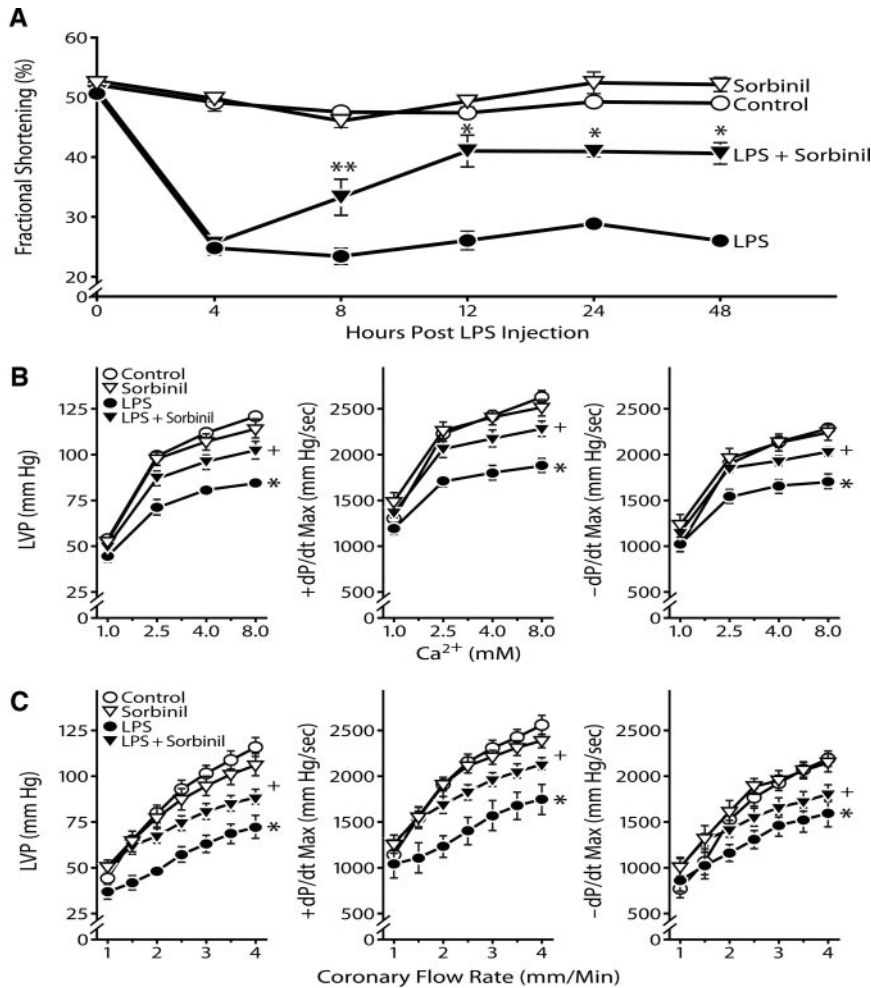 A
Fractional Shortening (%)
60
50
40
30
20
0
Sorbinil
Control
LPS + Sorbinil
LPS
**
*
*
*
0 4 8 12 24 48
Hours Post LPS Injection
B
Control
Sorbinil
LPS
LPS + Sorbinil
LVP (mm Hg)
125
100
75
50
25
0
+
*
1.0 2.5 4.0 8.0
+dP/dt Max (mm Hg/sec)
2500
2000
1500
1000
500
0
+
*
1.0 2.5 4.0 8.0
−dP/dt Max (mm Hg/sec)
2500
2000
1500
1000
500
0
+
*
1.0 2.5 4.0 8.0
Ca2+ (mM)
C
Control
Sorbinil
LPS
LPS + Sorbinil
LVP (mm Hg)
125
100
75
50
25
0
+
*
1 2 3 4
+dP/dt Max (mm Hg/sec)
2500
2000
1500
1000
500
0
+
*
1 2 3 4
−dP/dt Max (mm Hg/sec)
2500
2000
1500
1000
500
0
+
*
1 2 3 4
Coronary Flow Rate (mm/Min)